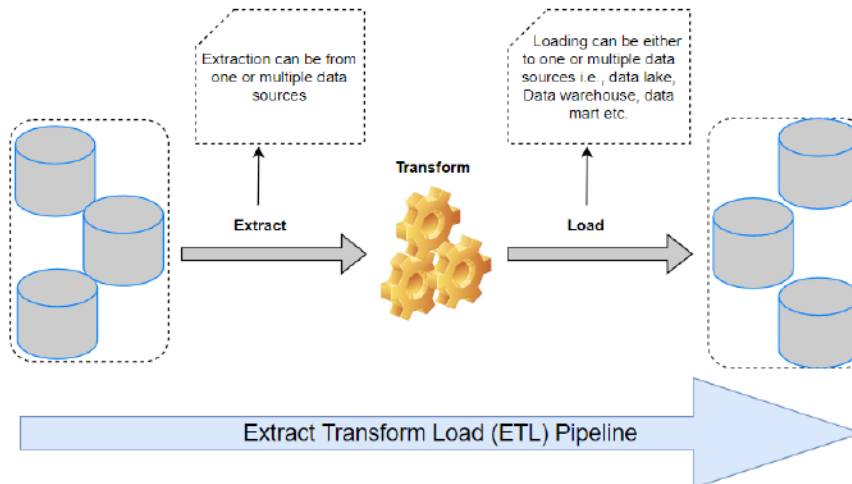 Extraction can be from
one or multiple data
sources
Loading can be either
to one or multiple data
sources i.e., data lake,
Data warehouse, data
mart etc.
Transform
Extract
Load
Extract Transform Load (ETL) Pipeline